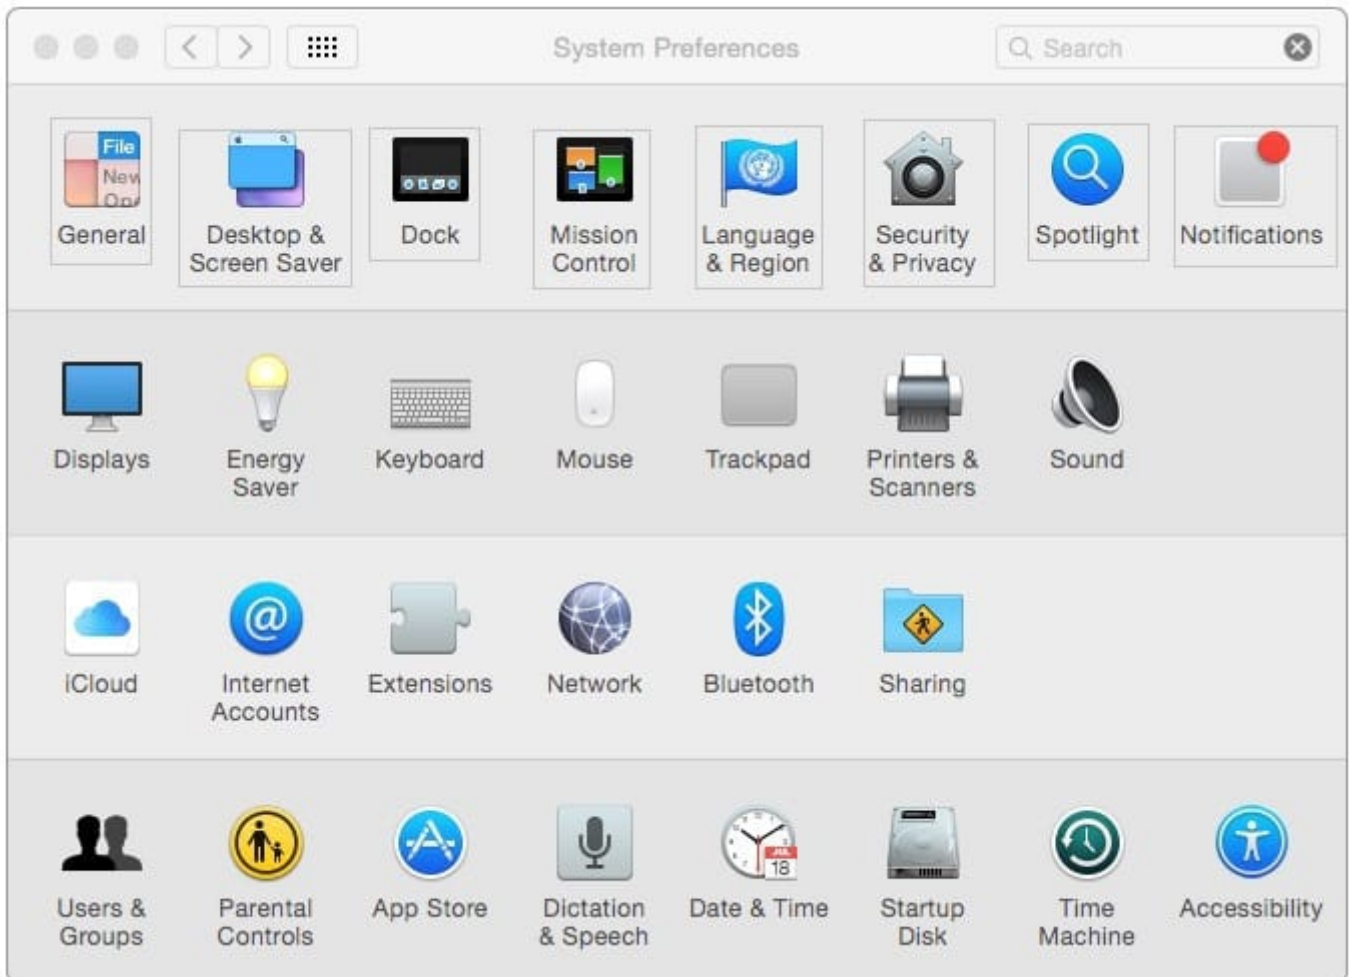 System Preferences
Search
File
New
Ope
General
Desktop &
Screen Saver
Dock
Mission
Control
Language
& Region
Security
& Privacy
Spotlight
Notifications
Displays
Energy
Saver
Keyboard
Mouse
Trackpad
Printers &
Scanners
Sound
@
iCloud
Internet
Accounts
Extensions
Network
Bluetooth
Sharing
JUL
18
Users &
Groups
Parental
Controls
App Store
Dictation
& Speech
Date & Time
Startup
Disk
Time
Machine
Accessibility